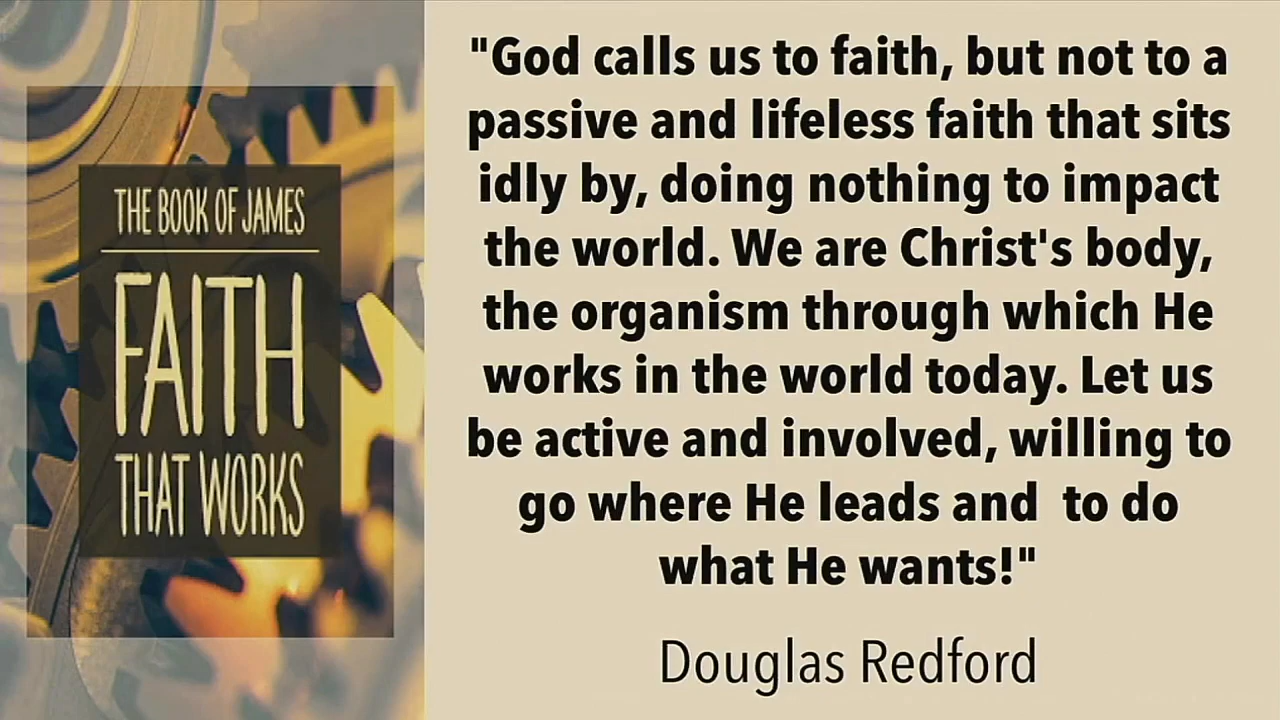 THE BOOK OF JAMES
FAITH
THAT WORKS
"God calls us to faith, but not to a
passive and lifeless faith that sits
idly by, doing nothing to impact
the world. We are Christ's body,
the organism through which He
works in the world today. Let us
be active and involved, willing to
go where He leads and  to do
what He wants!"
Douglas Redford